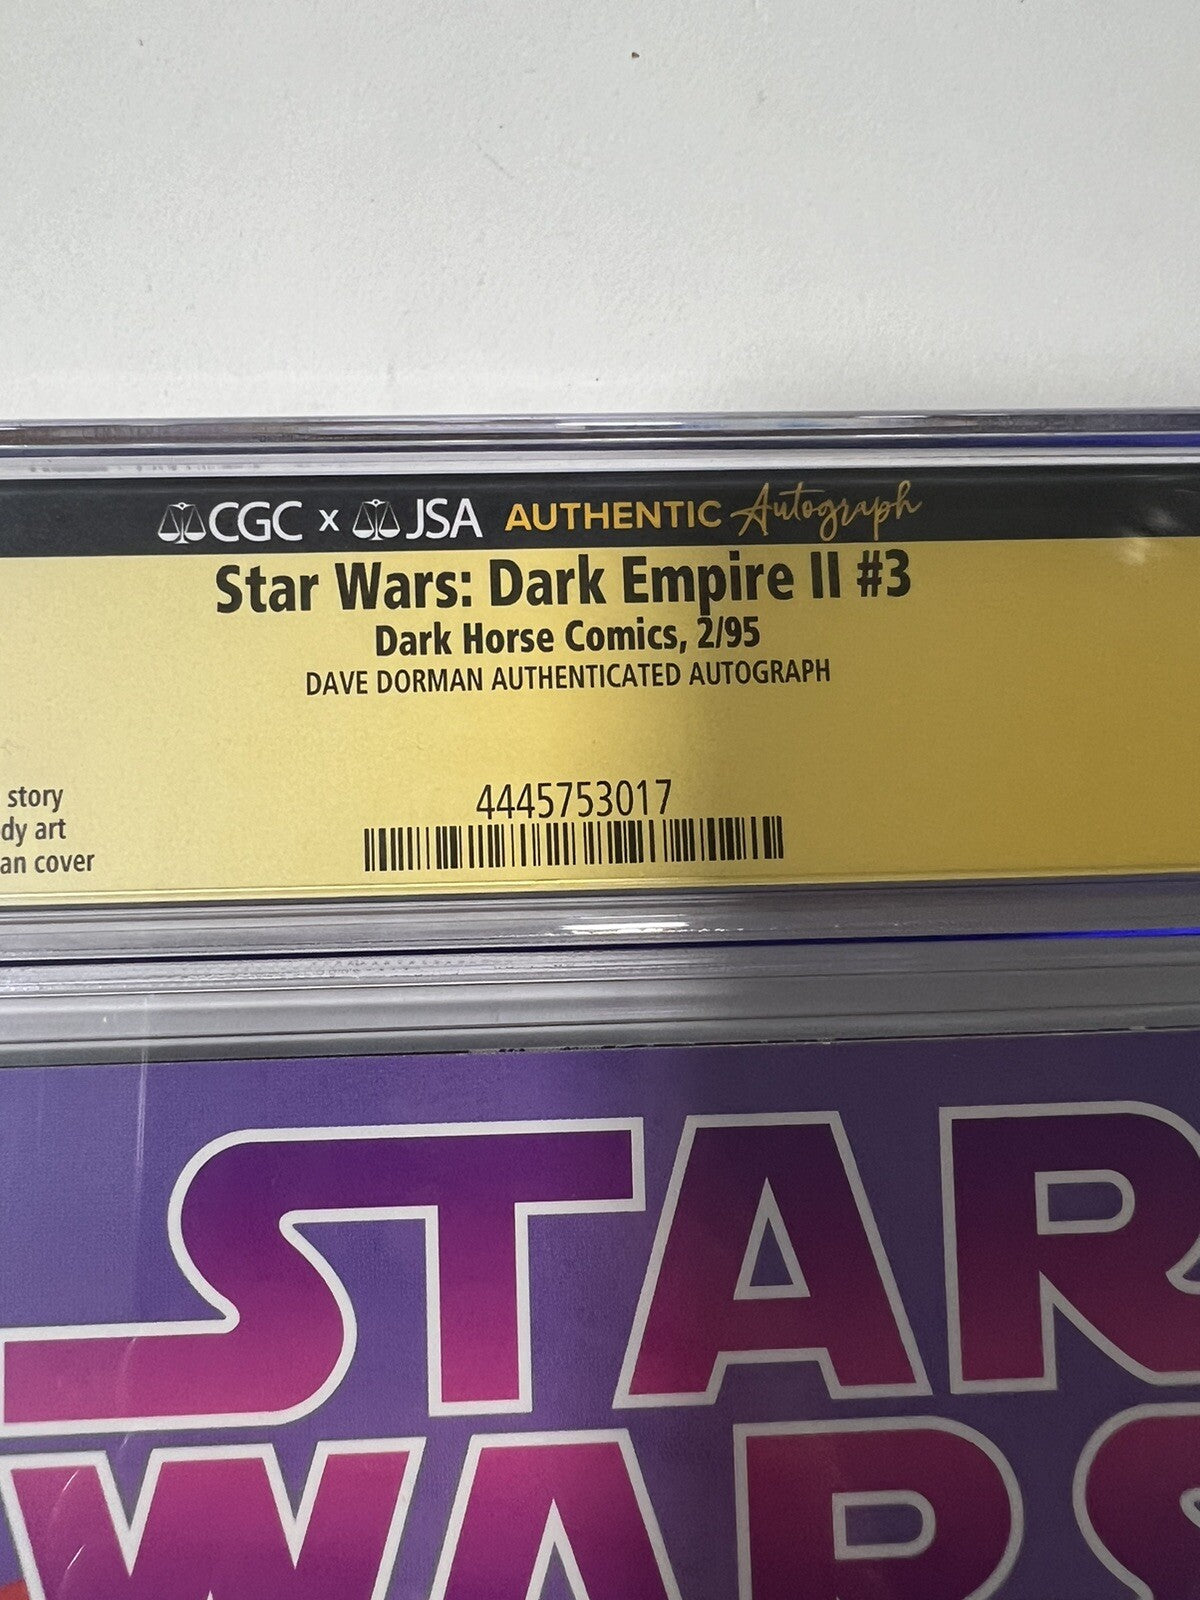 CGC x JSA AUTHENTIC Autograph
Star Wars: Dark Empire II #3
Dark Horse Comics, 2/95
DAVE DORMAN AUTHENTICATED AUTOGRAPH
story
dy art
an cover
4445753017
STAR
WARS